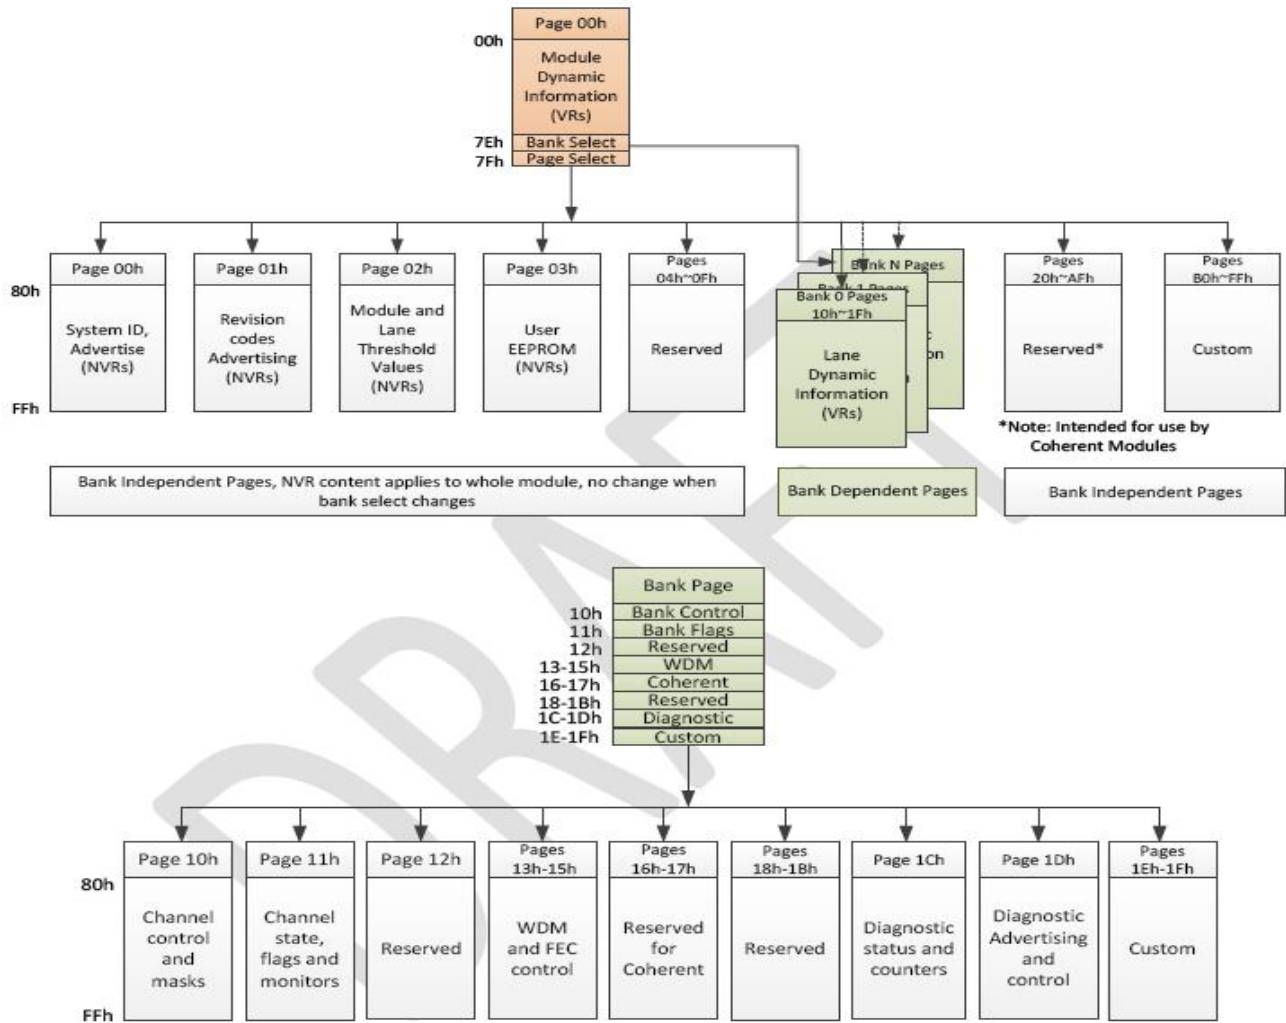 Page 00h
00h
Module
Dynamic
Information
(VRs)
7Eh
Bank Select
7Fh
Page Select
80h
FFh
Page 00h
System ID,
Advertise
(NVRs)
Page 01h
Revision
codes
Advertising
(NVRs)
Page 02h
Module and
Lane
Threshold
Values
(NVRs)
Page 03h
User
EEPROM
(NVRs)
Pages
04h~0Fh
Reserved
Bank N Pages
Bank 1 Pages
Bank 0 Pages
10h~1Fh
Lane
Dynamic
Information
(VRs)
Pages
20h~AFh
Reserved*
Pages
B0h~FFh
Custom
*Note: Intended for use by
Coherent Modules
Bank Independent Pages, NVR content applies to whole module, no change when
bank select changes
Bank Dependent Pages
Bank Independent Pages
DRAFT
Bank Page
10h
Bank Control
11h
Bank Flags
12h
Reserved
13-15h
WDM
16-17h
Coherent
18-1Bh
Reserved
1C-1Dh
Diagnostic
1E-1Fh
Custom
80h
FFh
Page 10h
Channel
control
and
masks
Page 11h
Channel
state,
flags and
monitors
Page 12h
Reserved
Pages
13h-15h
WDM
and FEC
control
Pages
16h-17h
Reserved
for
Coherent
Pages
18h-1Bh
Reserved
Page 1Ch
Diagnostic
status and
counters
Page 1Dh
Diagnostic
Advertising
and
control
Pages
1Eh-1Fh
Custom